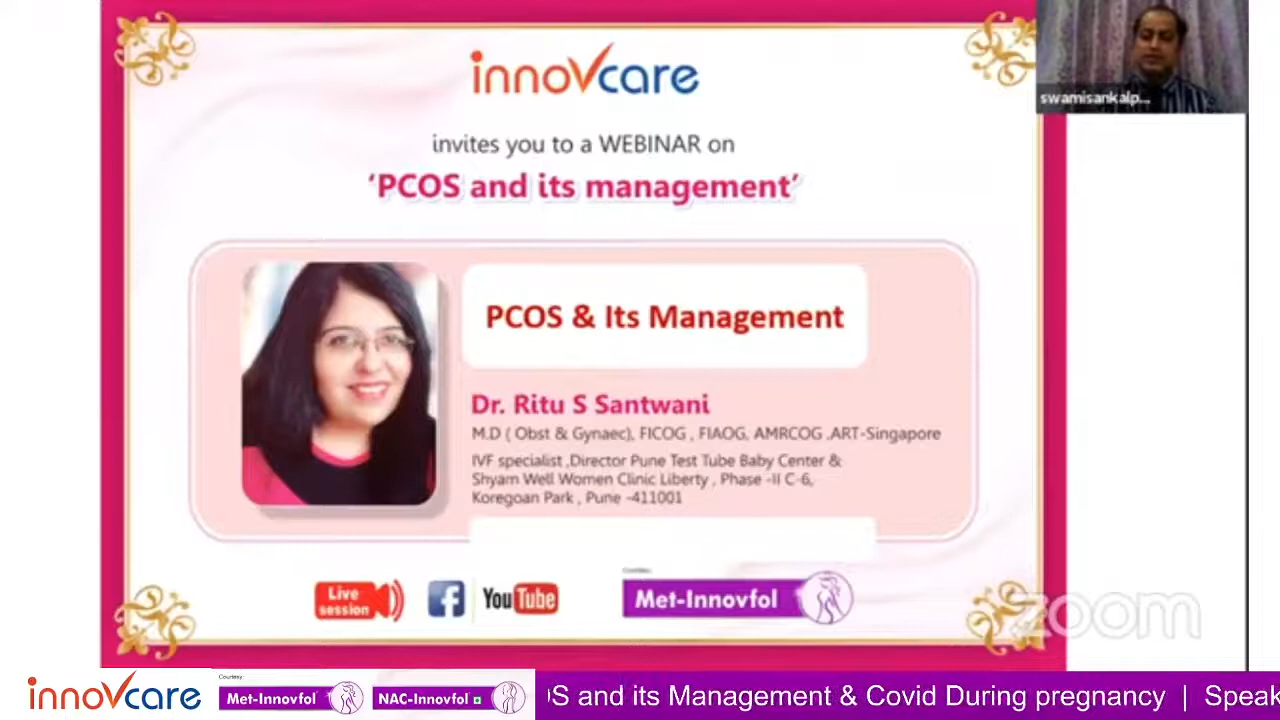 innovcare
swamisankalp...
invites you to a WEBINAR on
‘PCOS and its management’
PCOS & Its Management
Dr. Ritu S Santwani
M.D ( Obst & Gynaec), FICOG , FIAOG, AMRCOG .ART-Singapore
IVF specialist ,Director Pune Test Tube Baby Center &
Shyam Well Women Clinic Liberty , Phase -II C-6,
Koregoan Park , Pune -411001
Live
session
f
YouTube
Courtesy:
Met-Innovfol
zoom
innovcare
Courtesy:
Met-Innovfol
NAC-Innovfol
OS and its Management & Covid During pregnancy | Speak